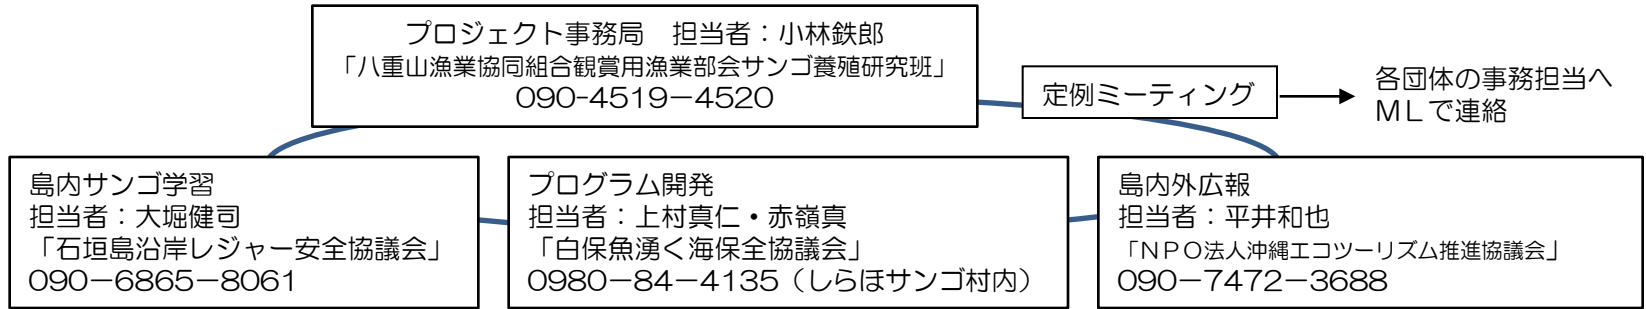 プロジェクト事務局　担当者：小林鉄郎
「八重山漁業協同組合観賞用漁業部会サンゴ養殖研究班」
090-4519－4520
定例ミーティング
各団体の事務担当へ
ＭＬで連絡
島内サンゴ学習
担当者：大堀健司
「石垣島沿岸レジャー安全協議会」
090－6865－8061
プログラム開発
担当者：上村真仁・赤嶺真
「白保魚湧く海保全協議会」
0980－84－4135（しらほサンゴ村内）
島内外広報
担当者：平井和也
「ＮＰＯ法人沖縄エコツーリズム推進協議会」
090－7472－3688